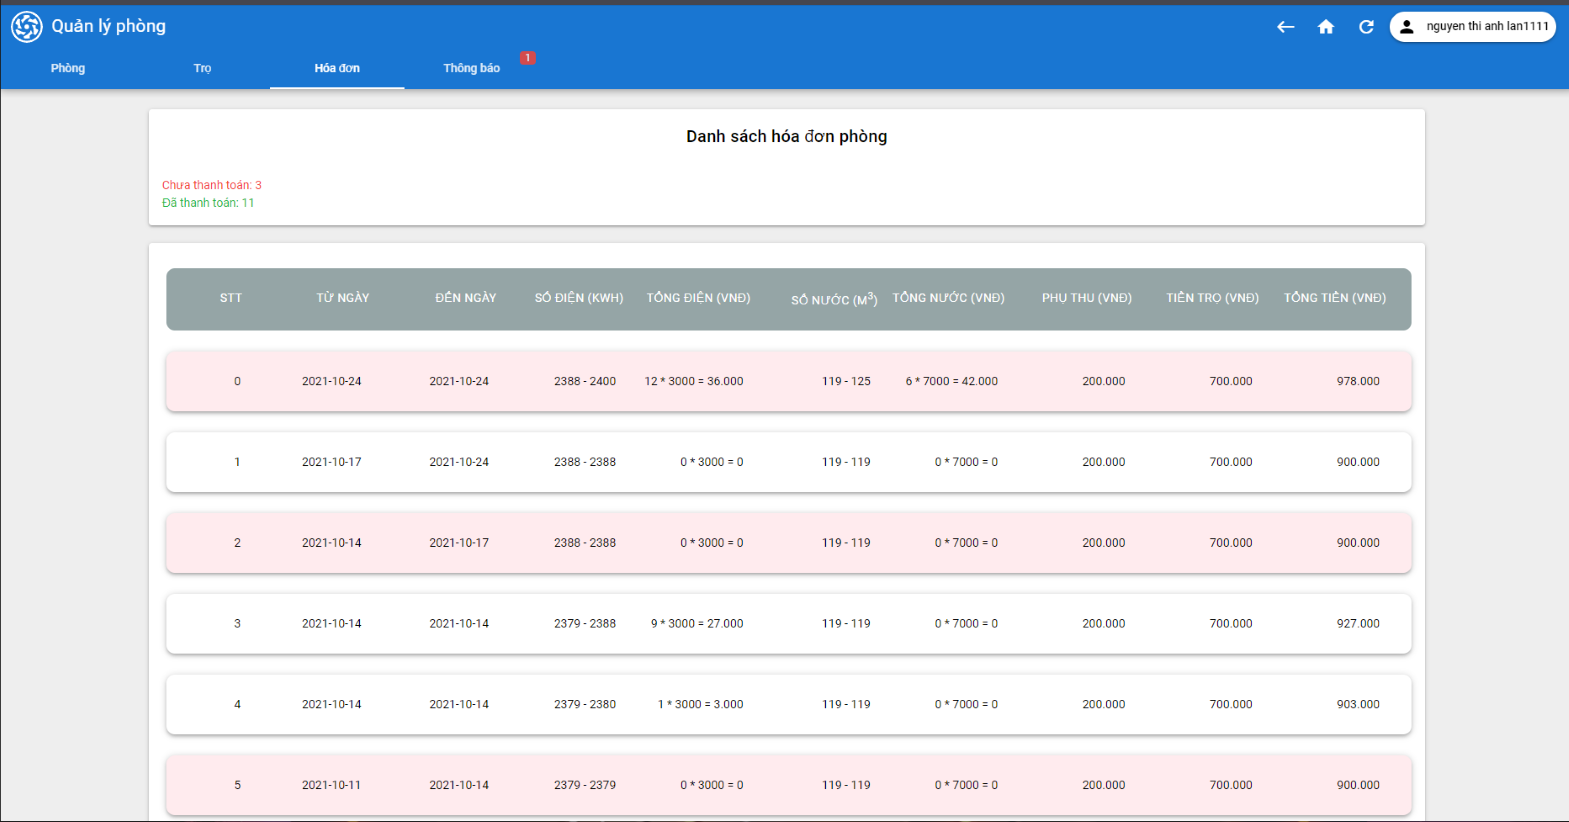 Quản lý phòng
nguyen thi anh lan1111
Phòng Trọ Hóa đơn Thông báo 1
Danh sách hóa đơn phòng
Chưa thanh toán: 3
Đã thanh toán: 11
STT TỪ NGÀY ĐẾN NGÀY SỐ ĐIỆN (KWH) TỔNG ĐIỆN (VNĐ) SỐ NƯỚC (M³) TỔNG NƯỚC (VNĐ) PHỤ THU (VNĐ) TIỀN TRỌ (VNĐ) TỔNG TIỀN (VNĐ)
0 2021-10-24 2021-10-24 2388 - 2400 12 * 3000 = 36.000 119 - 125 6 * 7000 = 42.000 200.000 700.000 978.000
1 2021-10-17 2021-10-24 2388 - 2388 0 * 3000 = 0 119 - 119 0 * 7000 = 0 200.000 700.000 900.000
2 2021-10-14 2021-10-17 2388 - 2388 0 * 3000 = 0 119 - 119 0 * 7000 = 0 200.000 700.000 900.000
3 2021-10-14 2021-10-14 2379 - 2388 9 * 3000 = 27.000 119 - 119 0 * 7000 = 0 200.000 700.000 927.000
4 2021-10-14 2021-10-14 2379 - 2380 1 * 3000 = 3.000 119 - 119 0 * 7000 = 0 200.000 700.000 903.000
5 2021-10-11 2021-10-14 2379 - 2379 0 * 3000 = 0 119 - 119 0 * 7000 = 0 200.000 700.000 900.000